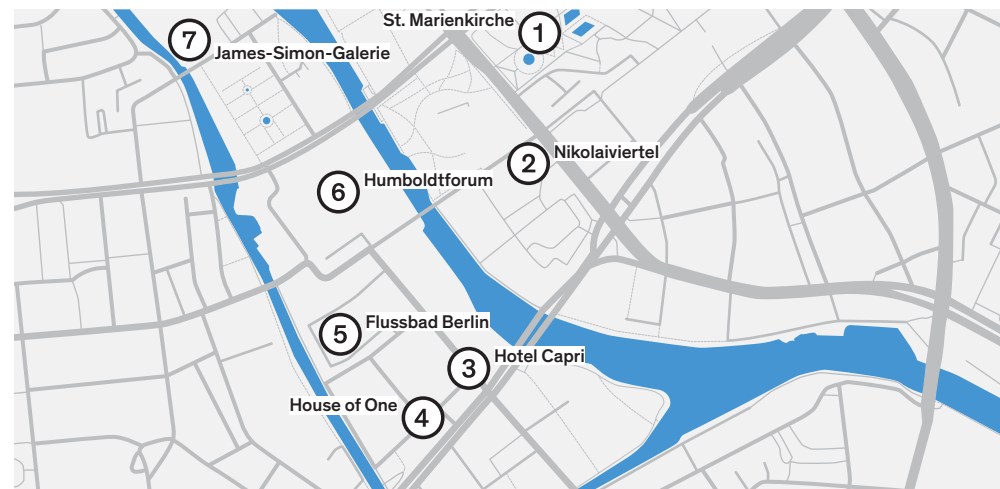 St. Marienkirche
1
7
James-Simon-Galerie
2
Nikolaiviertel
6
Humboldtforum
5
Flussbad Berlin
3
Hotel Capri
House of One
4